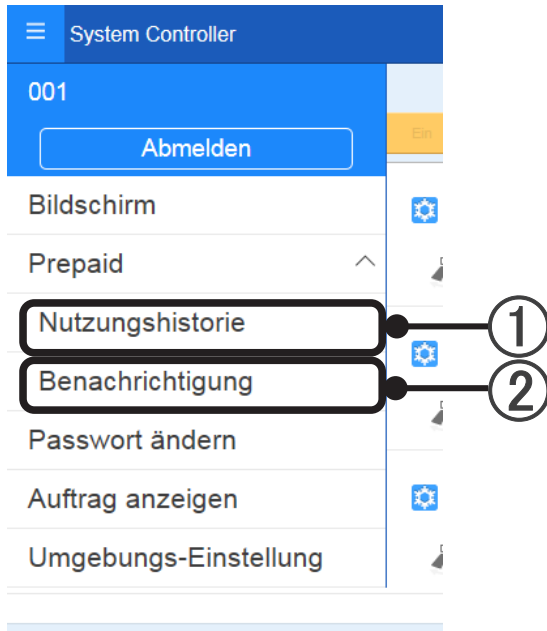 System Controller
001
Abmelden
Ein
Bildschirm
Prepaid
Nutzungshistorie
①
Benachrichtigung
②
Passwort ändern
Auftrag anzeigen
Umgebungs-Einstellung